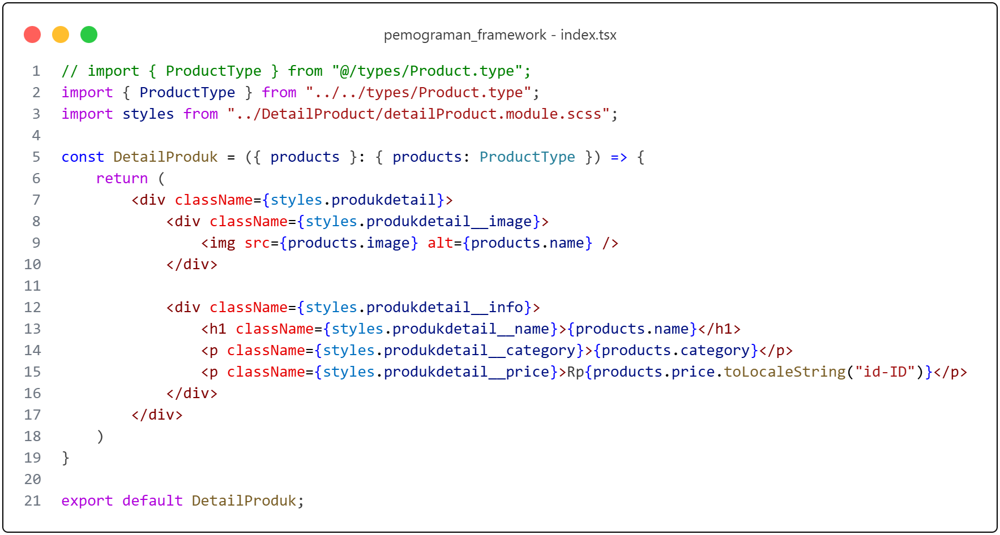 pemograman_framework - index.tsx
1 // import { ProductType } from "@/types/Product.type";
2 import { ProductType } from "../../types/Product.type";
3 import styles from "../DetailProduct/detailProduct.module.scss";
4
5 const DetailProduk = ({ products }: { products: ProductType }) => {
6     return (
7         <div className={styles.produkdetail}>
8             <div className={styles.produkdetail__image}>
9                 <img src={products.image} alt={products.name} />
10             </div>
11
12             <div className={styles.produkdetail__info}>
13                 <h1 className={styles.produkdetail__name}>{products.name}</h1>
14                 <p className={styles.produkdetail__category}>{products.category}</p>
15                 <p className={styles.produkdetail__price}>Rp{products.price.toLocaleString("id-ID")}</p>
16             </div>
17         </div>
18     )
19 }
20
21 export default DetailProduk;